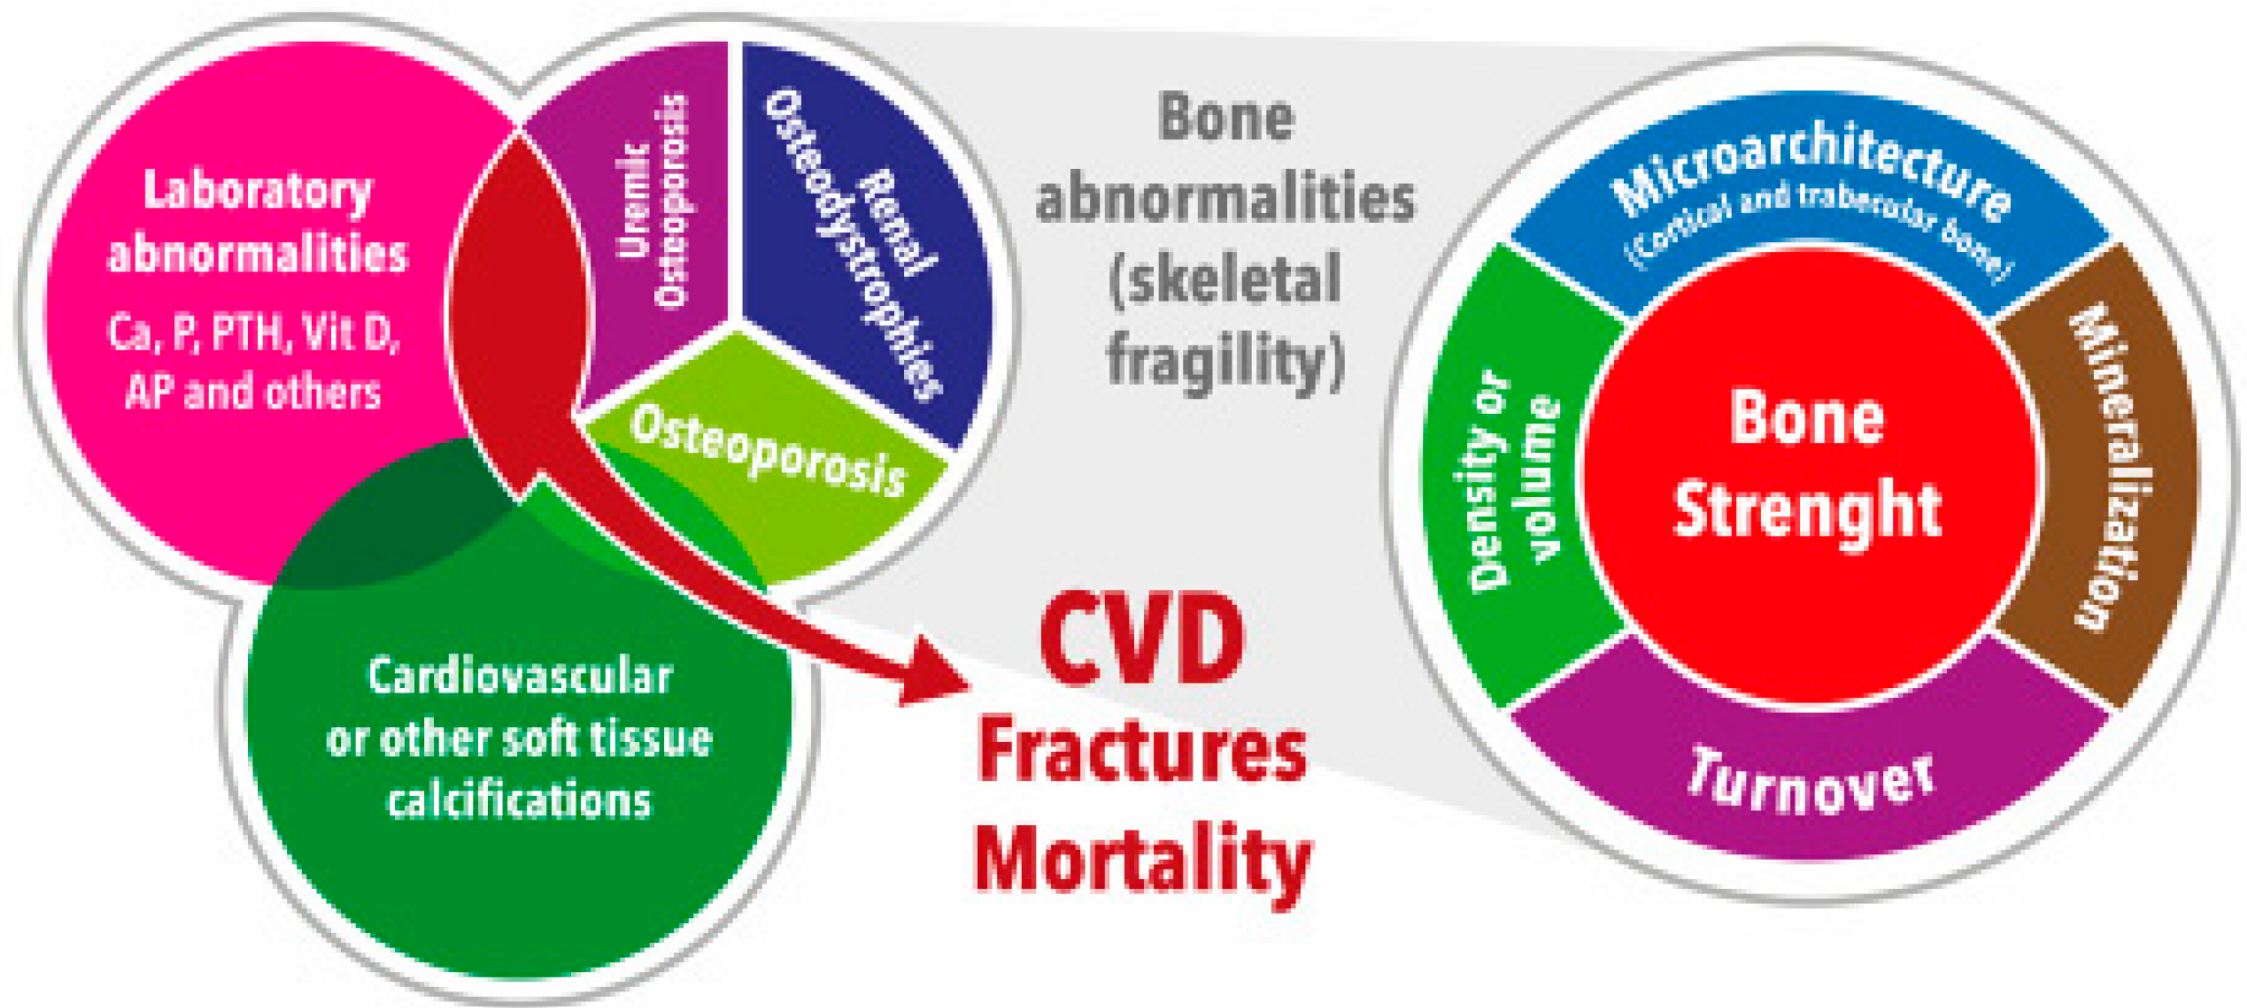 Laboratory
abnormalities
Ca, P, PTH, Vit D,
AP and others
Uremic
Osteoporosis
Renal
Osteodystrophies
Osteoporosis
Cardiovascular
or other soft tissue
calcifications
Bone
abnormalities
(skeletal
fragility)
CVD
Fractures
Mortality
Microarchitecture
(Cortical and trabecular bone)
Density or
volume
Bone
Strenght
Mineralization
Turnover